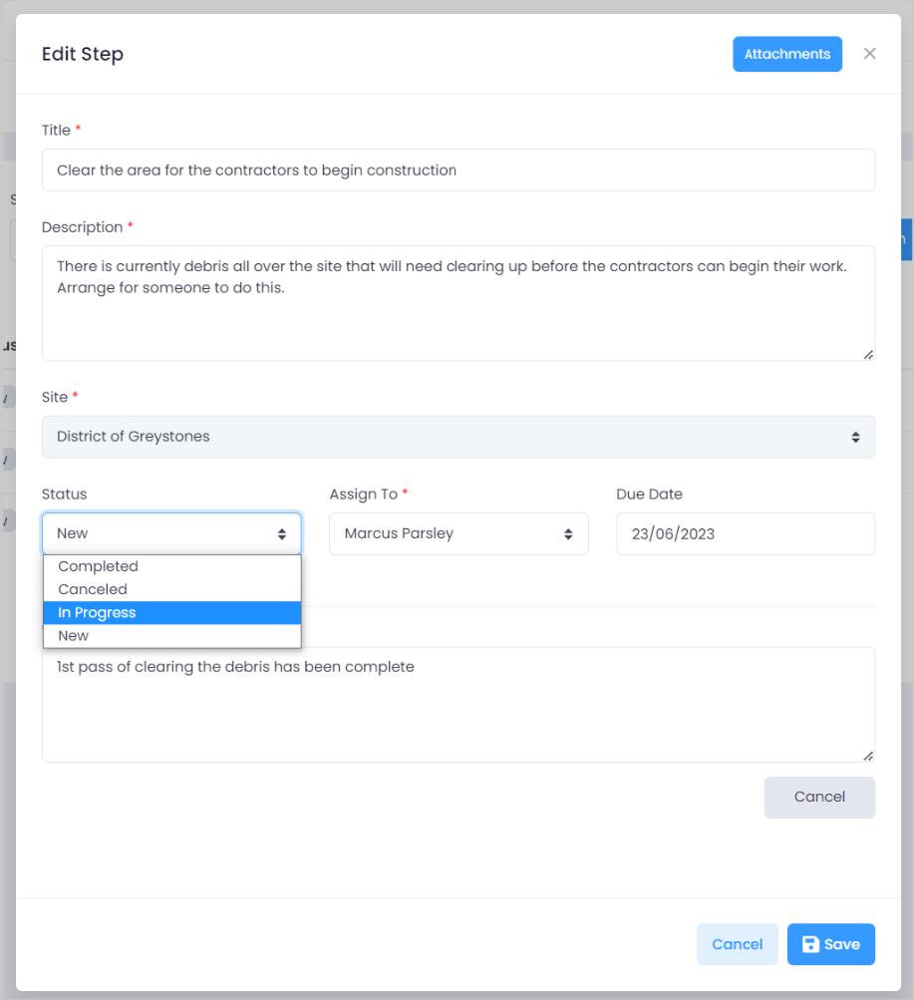 Edit Step
Attachments
Title *
Clear the area for the contractors to begin construction
Description *
There is currently debris all over the site that will need clearing up before the contractors can begin their work.
Arrange for someone to do this.
Site *
District of Greystones
Status
Assign To *
Due Date
New
Marcus Parsley
23/06/2023
Completed
Canceled
In Progress
New
1st pass of clearing the debris has been complete
Cancel
Cancel
Save